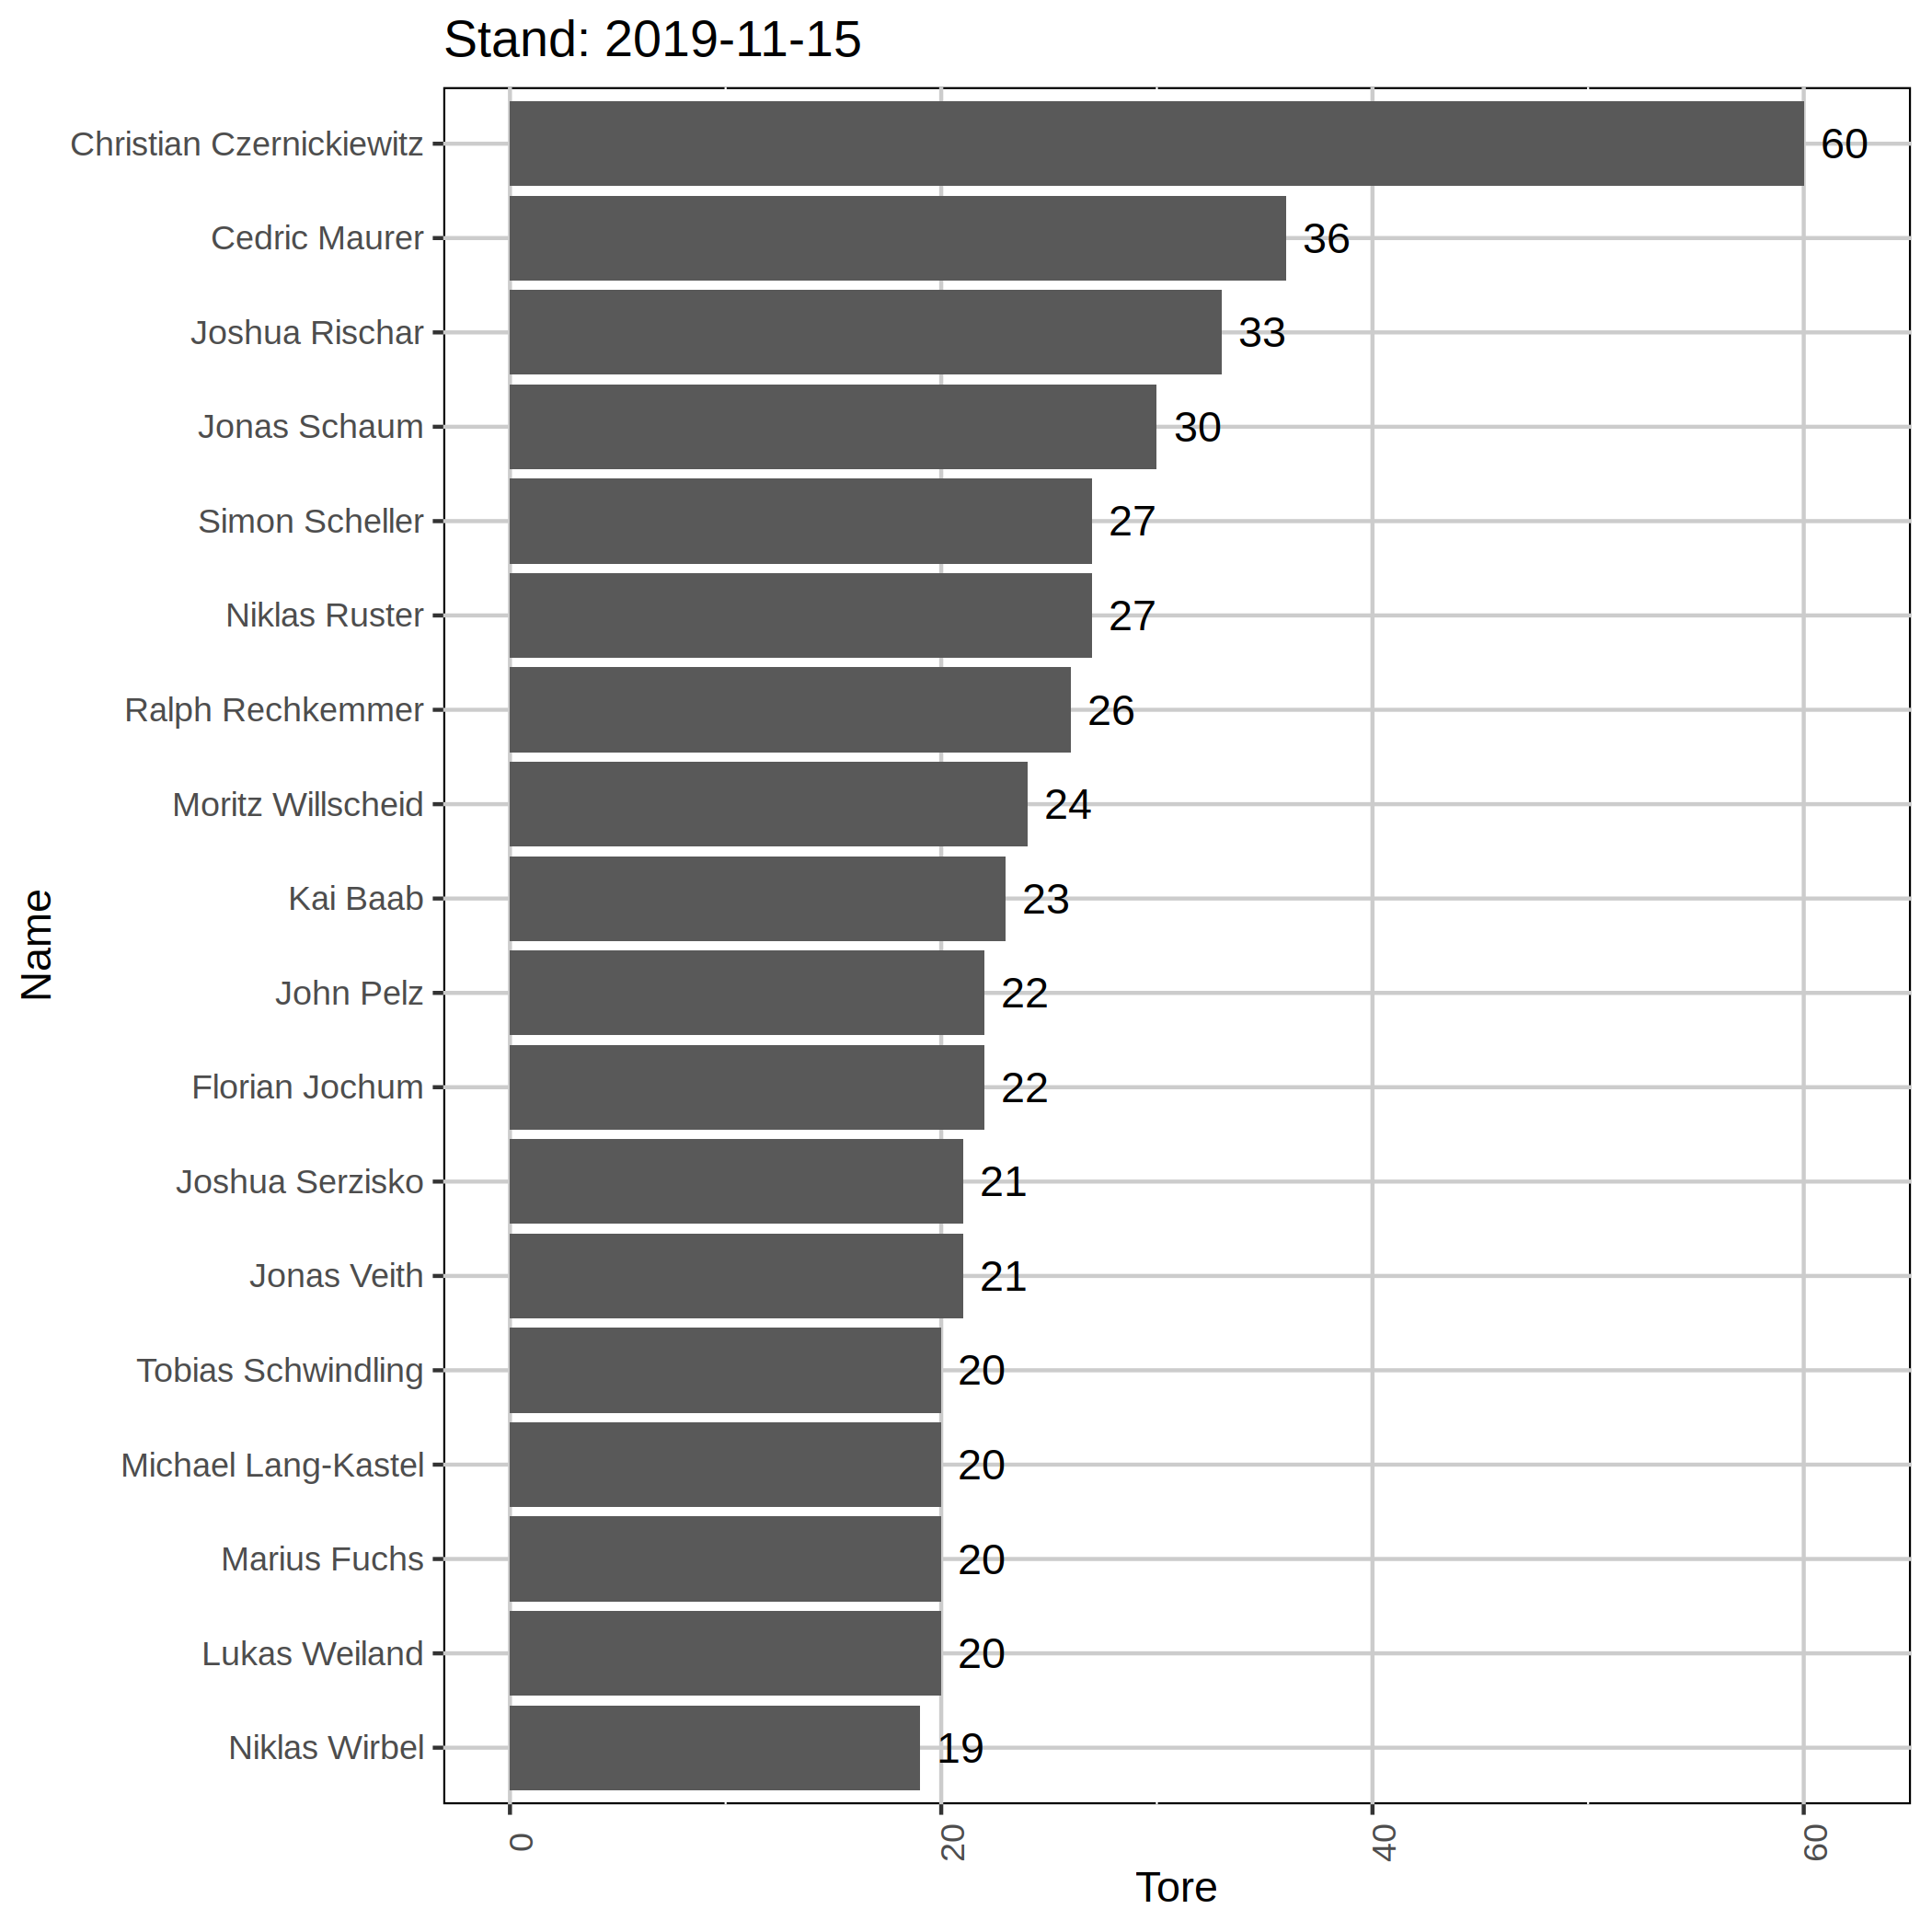 Stand: 2019-11-15
Christian Czernickiewitz 60
Cedric Maurer 36
Joshua Rischar 33
Jonas Schaum 30
Simon Scheller 27
Niklas Ruster 27
Ralph Rechkemmer 26
Moritz Willscheid 24
Kai Baab 23
John Pelz 22
Florian Jochum 22
Joshua Serzisko 21
Jonas Veith 21
Tobias Schwindling 20
Michael Lang-Kastel 20
Marius Fuchs 20
Lukas Weiland 20
Niklas Wirbel 19
Name
0 20 40 60
Tore